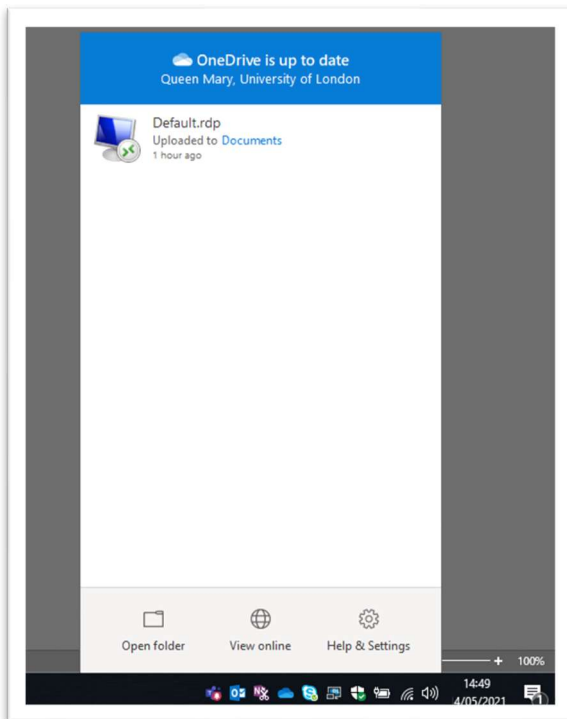 OneDrive is up to date
Queen Mary, University of London
Default.rdp
Uploaded to Documents
1 hour ago
Open folder
View online
Help & Settings
+ 100%
14:49
4/05/2021
1